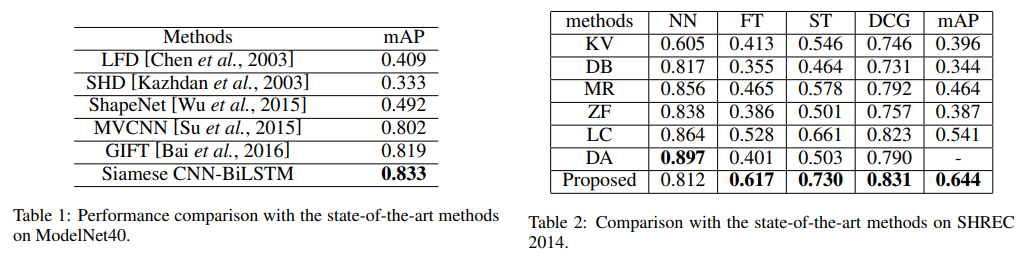 Methods mAP
LFD [Chen et al., 2003] 0.409
SHD [Kazhdan et al., 2003] 0.333
ShapeNet [Wu et al., 2015] 0.492
MVCNN [Su et al., 2015] 0.802
GIFT [Bai et al., 2016] 0.819
Siamese CNN-BiLSTM 0.833
Table 1: Performance comparison with the state-of-the-art methods
on ModelNet40.
methods NN FT ST DCG mAP
KV 0.605 0.413 0.546 0.746 0.396
DB 0.817 0.355 0.464 0.731 0.344
MR 0.856 0.465 0.578 0.792 0.464
ZF 0.838 0.386 0.501 0.757 0.387
LC 0.864 0.528 0.661 0.823 0.541
DA 0.897 0.401 0.503 0.790 -
Proposed 0.812 0.617 0.730 0.831 0.644
Table 2: Comparison with the state-of-the-art methods on SHREC
2014.